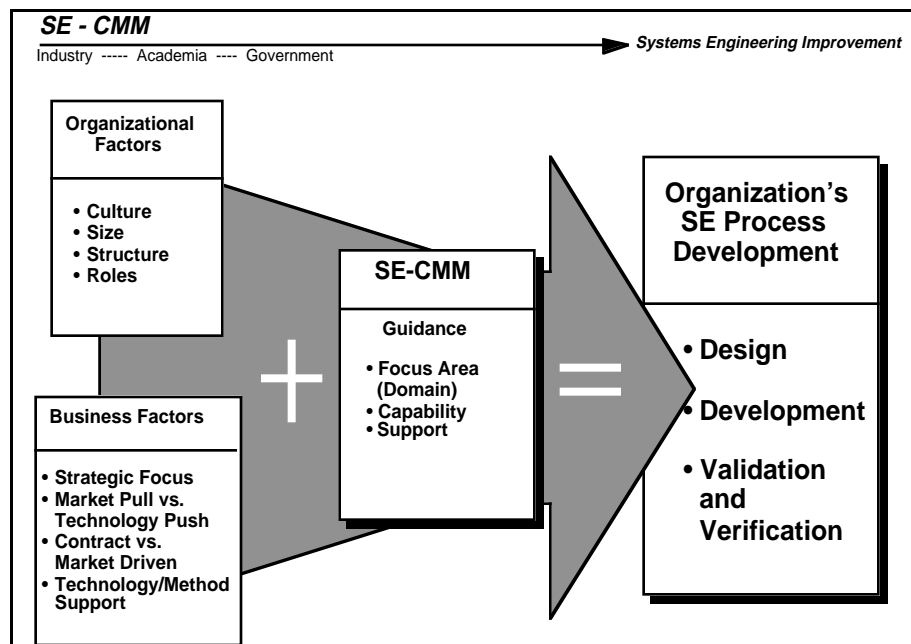 SE - CMM
Industry ----- Academia ---- Government
Systems Engineering Improvement
Organizational
Factors
• Culture
• Size
• Structure
• Roles
Business Factors
• Strategic Focus
• Market Pull vs.
Technology Push
• Contract vs.
Market Driven
• Technology/Method
Support
+
SE-CMM
Guidance
• Focus Area
(Domain)
• Capability
• Support
=
Organization’s
SE Process
Development
• Design
• Development
• Validation
and
Verification